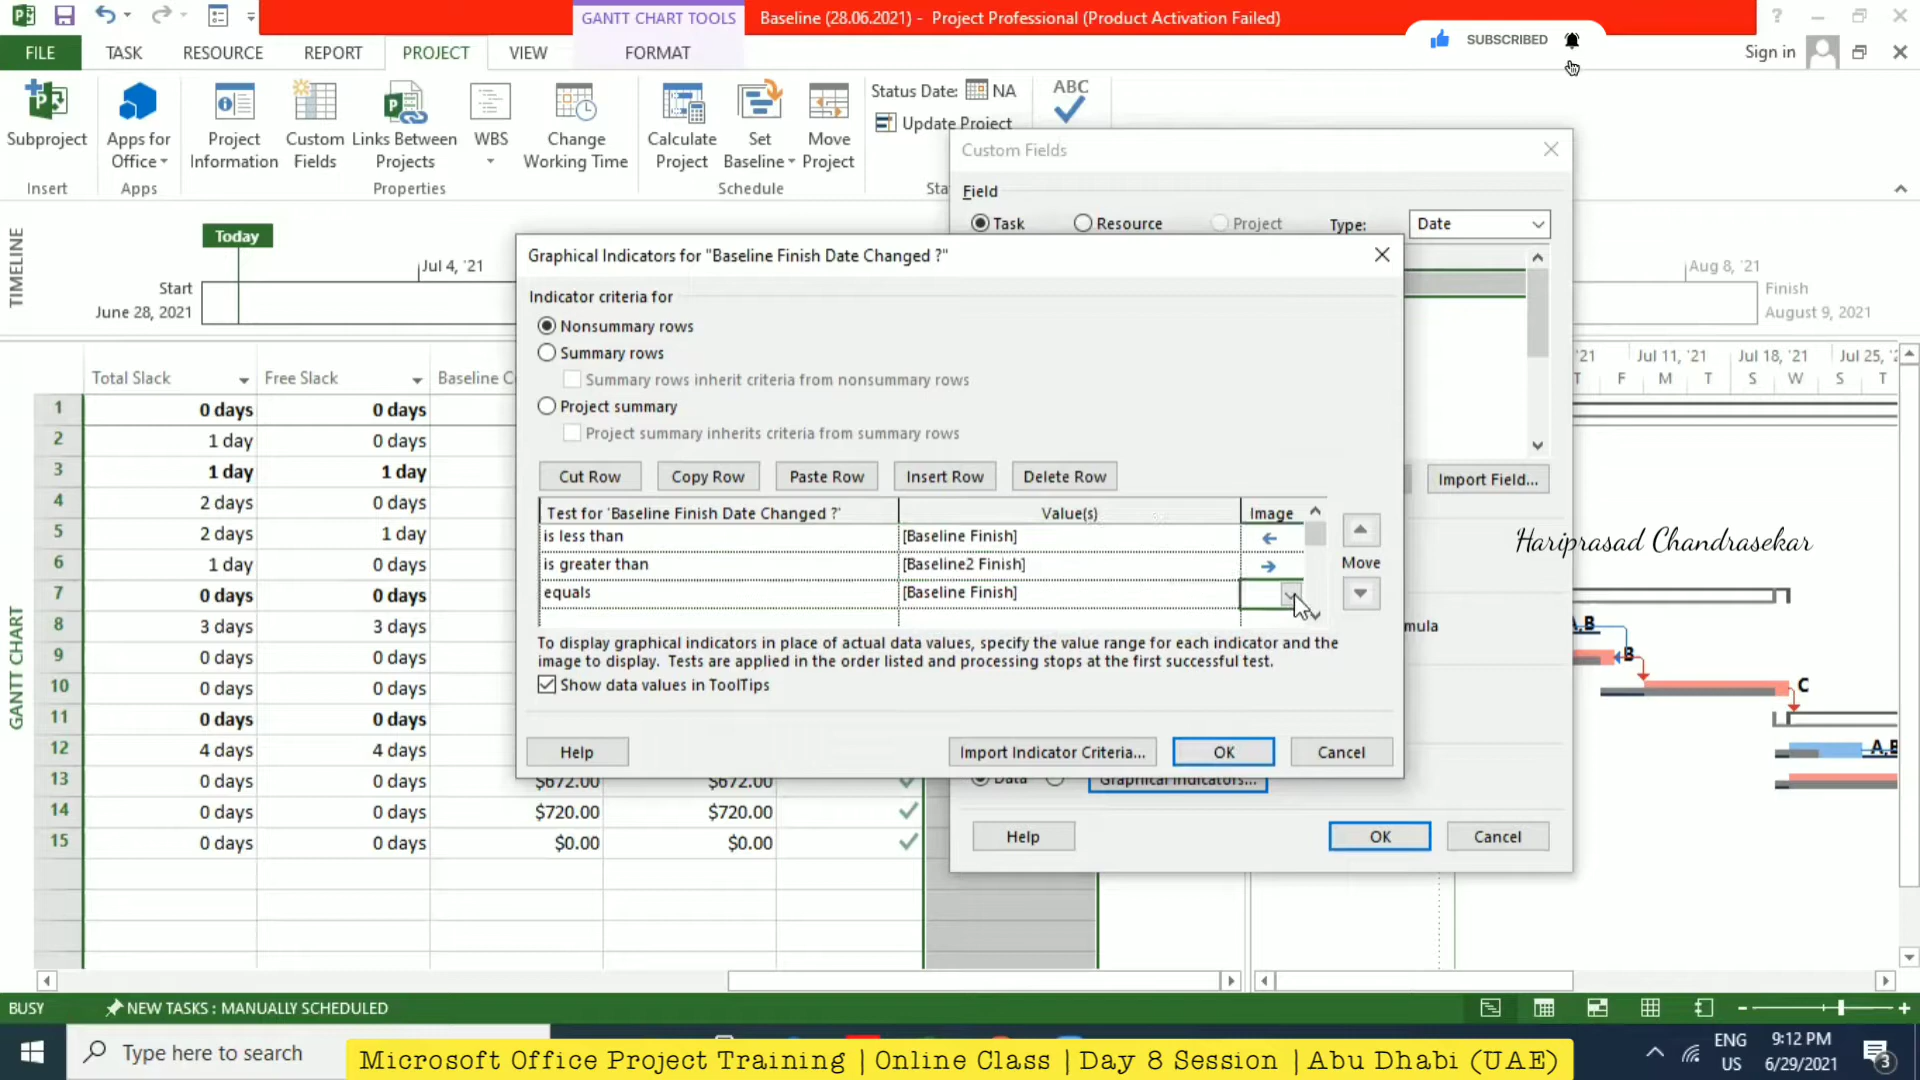 GANTT CHART TOOLS
Baseline (28.06.2021) - Project Professional (Product Activation Failed)
SUBSCRIBED
FILE TASK RESOURCE REPORT PROJECT VIEW FORMAT
Sign in
Subproject
Apps for Office
Project Information
Custom Fields
Links Between Projects
WBS
Change Working Time
Calculate Project
Set Baseline
Move Project
Status Date: NA
Update Project
ABC
Insert Apps Properties Schedule Sta
Custom Fields
Field
Task Resource Project Type: Date
TIMELINE
Today
Jul 4, '21
Start
June 28, 2021
Aug 8, '21
Finish
August 9, 2021
Graphical Indicators for "Baseline Finish Date Changed ?"
Indicator criteria for
Nonsummary rows
Summary rows
Summary rows inherit criteria from nonsummary rows
Project summary
Project summary inherits criteria from summary rows
Cut Row Copy Row Paste Row Insert Row Delete Row
Test for 'Baseline Finish Date Changed ?' Value(s) Image
is less than [Baseline Finish]
is greater than [Baseline2 Finish]
equals [Baseline Finish]
Move
To display graphical indicators in place of actual data values, specify the value range for each indicator and the
image to display. Tests are applied in the order listed and processing stops at the first successful test.
Show data values in ToolTips
Help Import Indicator Criteria... OK Cancel
Import Field...
Hariprasad Chandrasekar
mula
Data Graphical Indicators...
Help OK Cancel
GANTT CHART
Total Slack Free Slack Baseline C
1 0 days 0 days
2 1 day 0 days
3 1 day 1 day
4 2 days 0 days
5 2 days 1 day
6 1 day 0 days
7 0 days 0 days
8 3 days 3 days
9 0 days 0 days
10 0 days 0 days
11 0 days 0 days
12 4 days 4 days
13 0 days 0 days $672.00 $672.00
14 0 days 0 days $720.00 $720.00
15 0 days 0 days $0.00 $0.00
'21 Jul 11, '21 Jul 18, '21 Jul 25, '2
T F M T S W S T
A,B
B
C
A,B
BUSY NEW TASKS : MANUALLY SCHEDULED
Type here to search
Microsoft Office Project Training | Online Class | Day 8 Session | Abu Dhabi (UAE)
ENG
US
9:12 PM
6/29/2021
3